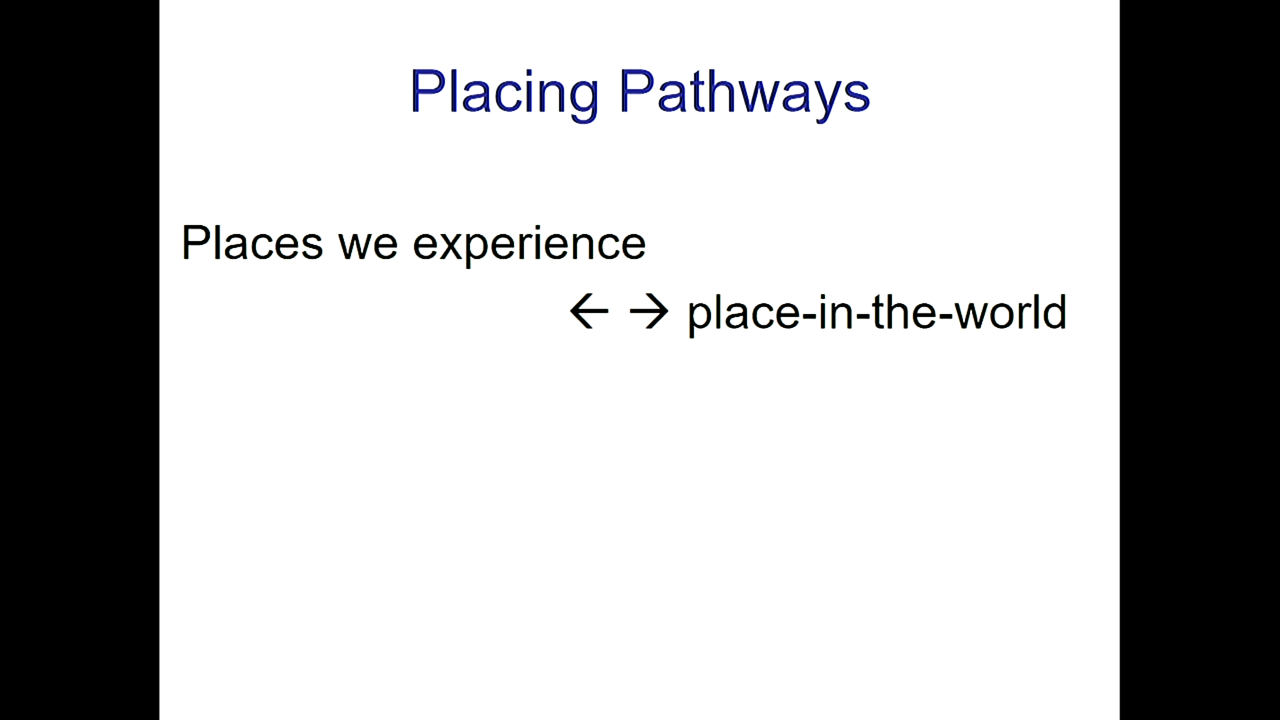 Placing Pathways
Places we experience
← → place-in-the-world